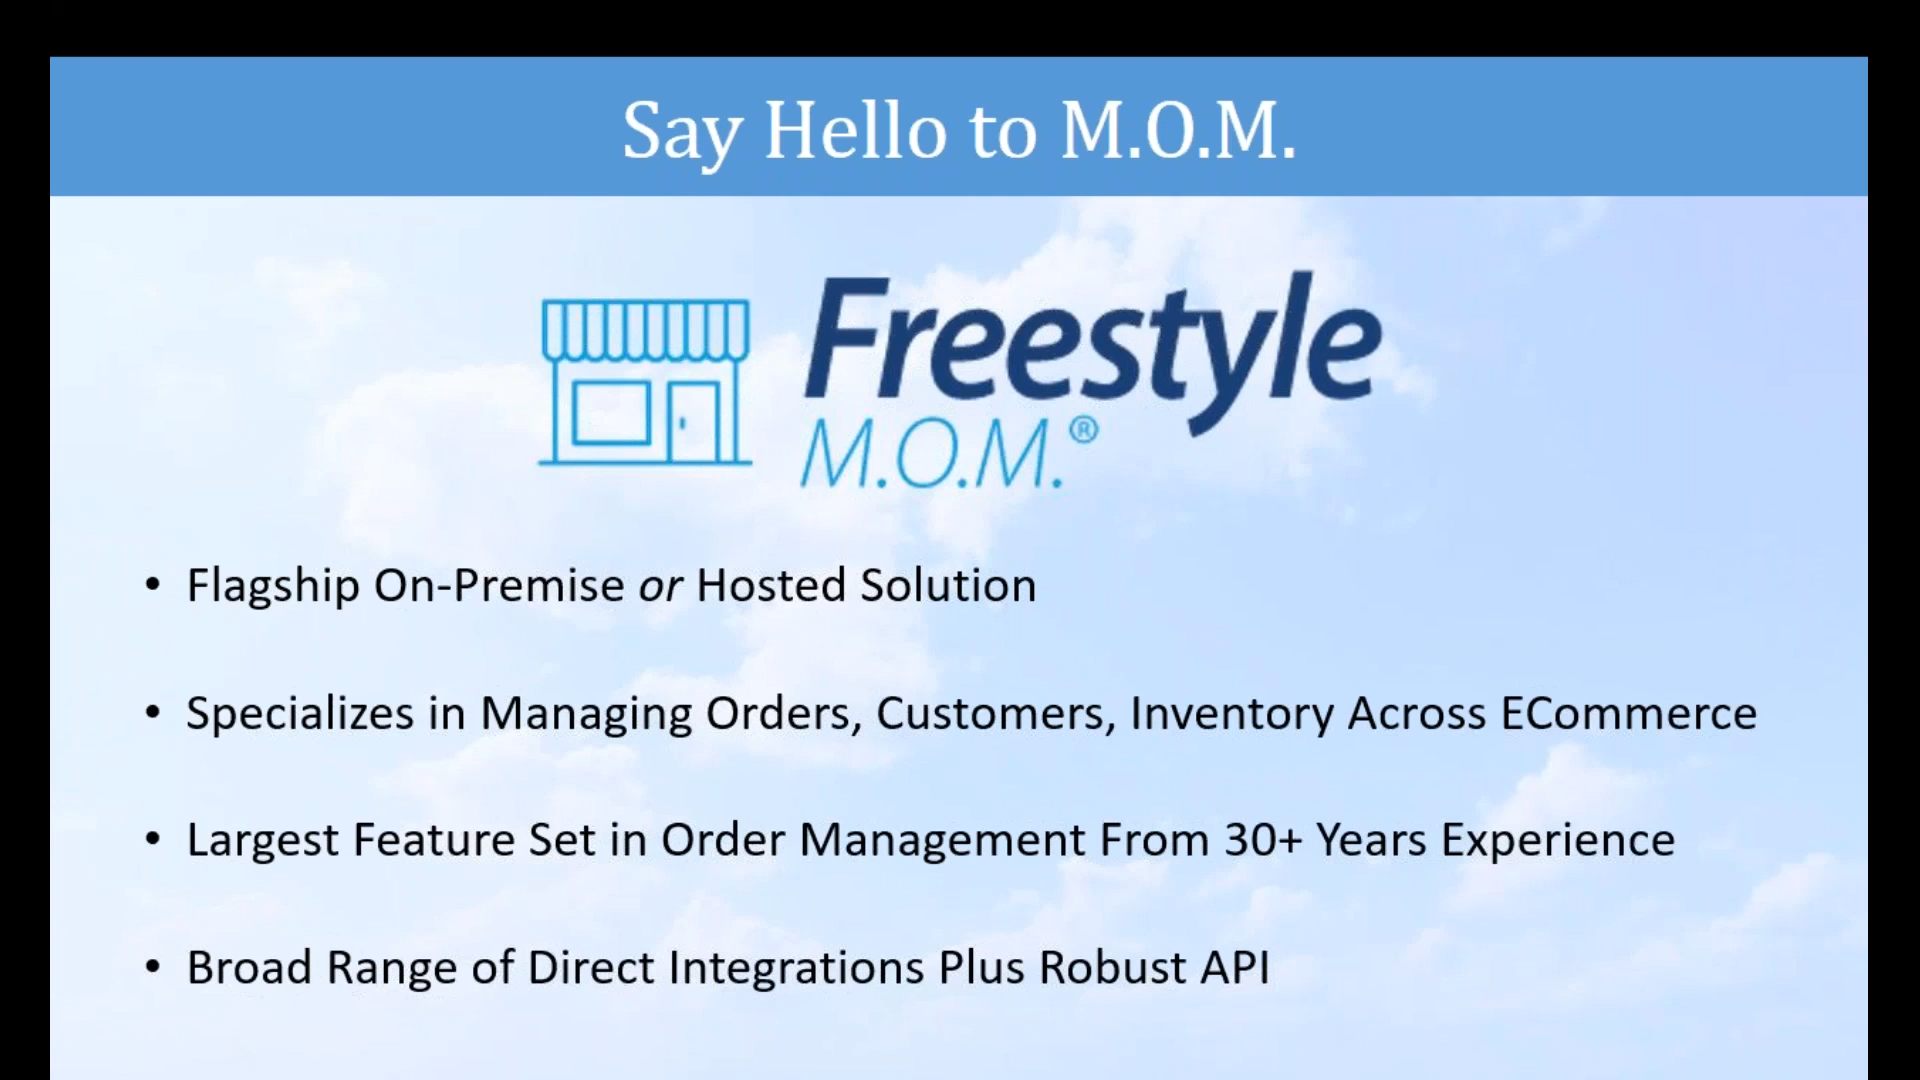 Say Hello to M.O.M.
Freestyle
M.O.M.®
• Flagship On-Premise or Hosted Solution
• Specializes in Managing Orders, Customers, Inventory Across ECommerce
• Largest Feature Set in Order Management From 30+ Years Experience
• Broad Range of Direct Integrations Plus Robust API